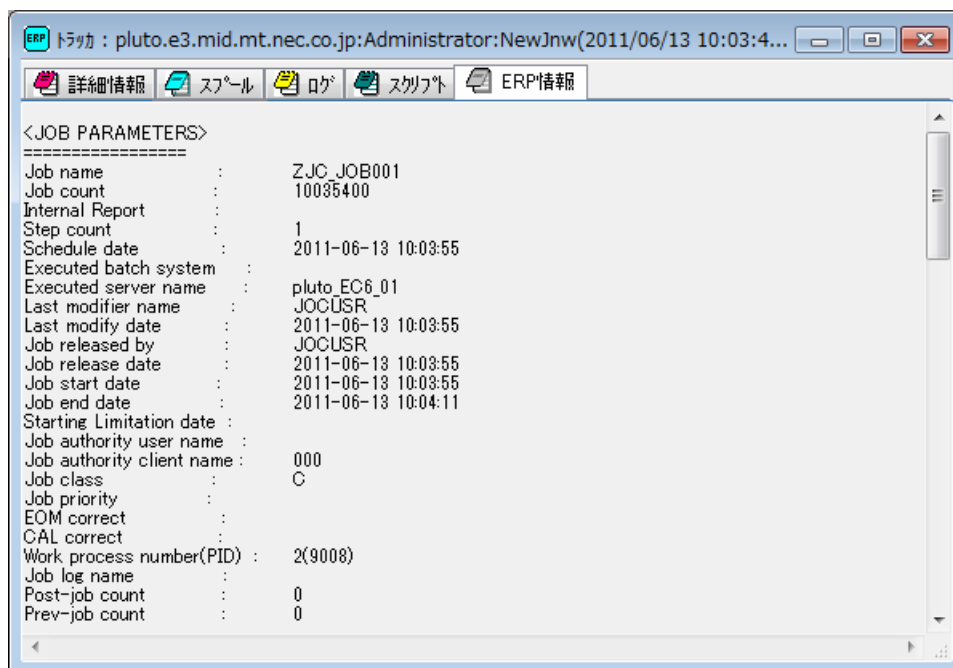 ERP ﾄﾗｯｶ : pluto.e3.mid.mt.nec.co.jp:Administrator:NewJnw(2011/06/13 10:03:4...
詳細情報 ｽﾌﾟｰﾙ ﾛｸﾞ ｽｸﾘﾌﾟﾄ ERP情報
<JOB PARAMETERS>
=================
Job name : ZJC_JOB001
Job count : 10035400
Internal Report :
Step count : 1
Schedule date : 2011-06-13 10:03:55
Executed batch system :
Executed server name : pluto_EC6_01
Last modifier name : JOCUSR
Last modify date : 2011-06-13 10:03:55
Job released by : JOCUSR
Job release date : 2011-06-13 10:03:55
Job start date : 2011-06-13 10:03:55
Job end date : 2011-06-13 10:04:11
Starting Limitation date :
Job authority user name :
Job authority client name : 000
Job class : C
Job priority :
EOM correct :
CAL correct :
Work process number(PID) : 2(9008)
Job log name :
Post-job count : 0
Prev-job count : 0